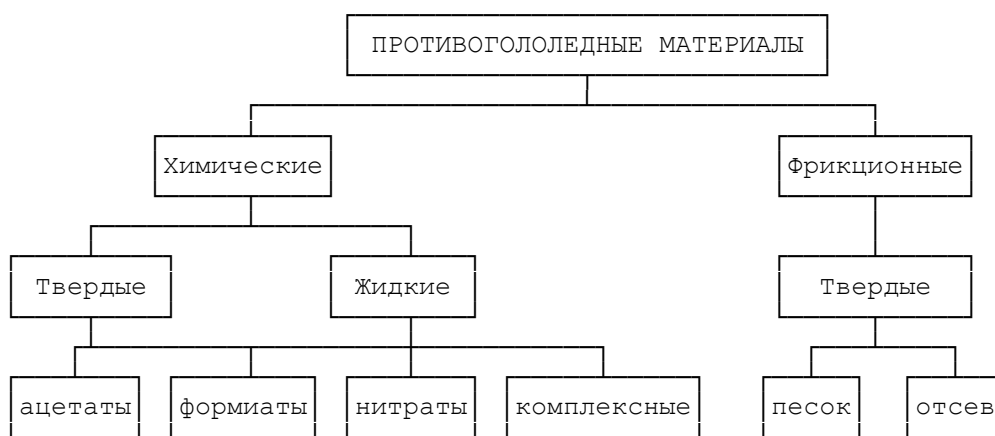 ПРОТИВОГОЛОЛЕДНЫЕ МАТЕРИАЛЫ
Химические
Фрикционные
Твердые
Жидкие
Твердые
ацетаты
формиаты
нитраты
комплексные
песок
отсев